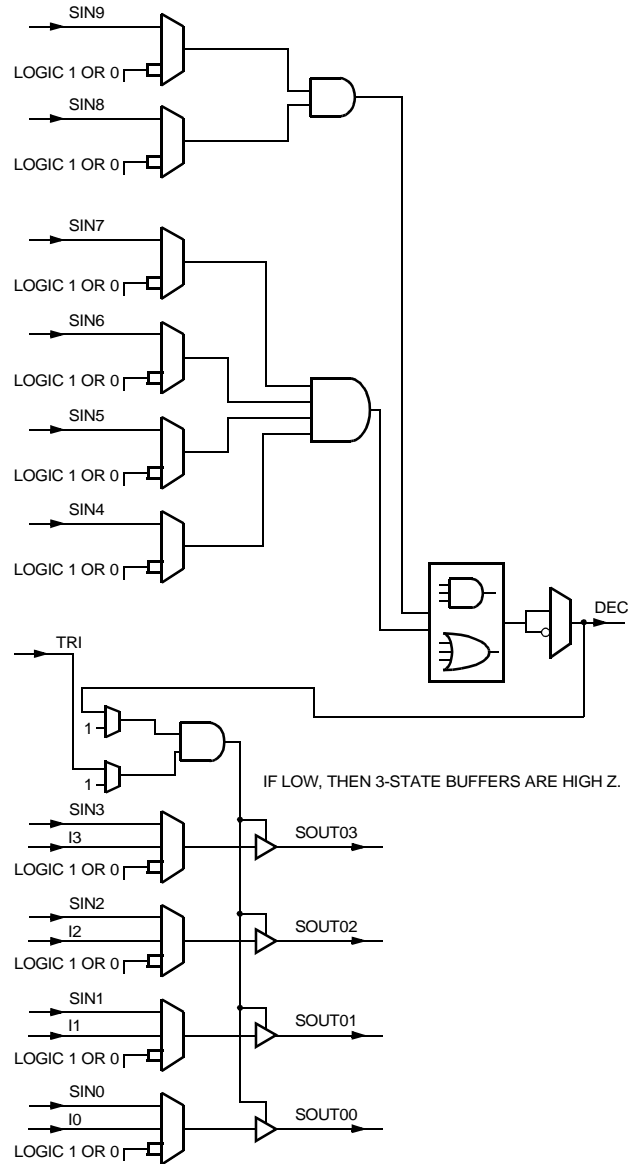 SIN9
LOGIC 1 OR 0
SIN8
LOGIC 1 OR 0
SIN7
LOGIC 1 OR 0
SIN6
LOGIC 1 OR 0
SIN5
LOGIC 1 OR 0
SIN4
LOGIC 1 OR 0
DEC
TRI
1
1
IF LOW, THEN 3-STATE BUFFERS ARE HIGH Z.
SIN3
I3
LOGIC 1 OR 0
SOUT03
SIN2
I2
LOGIC 1 OR 0
SOUT02
SIN1
I1
LOGIC 1 OR 0
SOUT01
SIN0
I0
LOGIC 1 OR 0
SOUT00